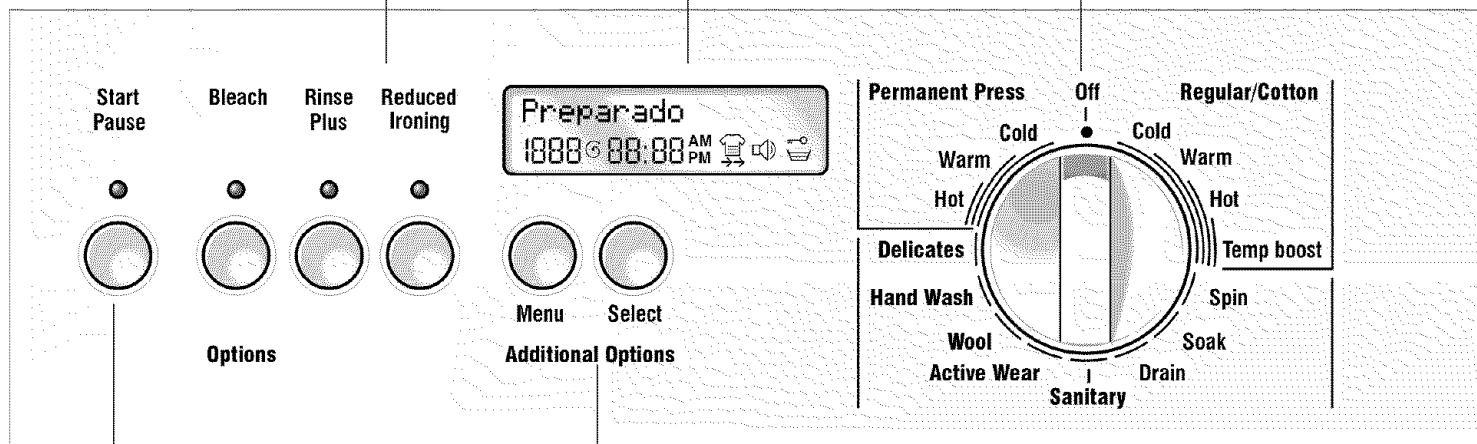 Start
Pause
Bleach
Rinse
Plus
Reduced
Ironing
Preparado
1888 88:88 AM
PM
Menu
Select
Options
Additional Options
Permanent Press
Off
Regular/Cotton
Cold
Warm
Hot
Cold
Warm
Hot
Temp boost
Delicates
Hand Wash
Wool
Active Wear
Sanitary
Drain
Soak
Spin